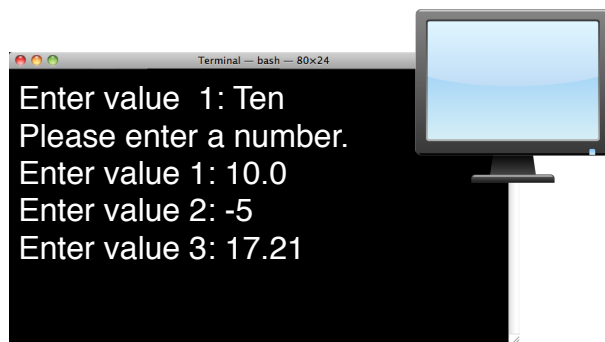 Terminal — bash — 80×24
Enter value  1: Ten
Please enter a number.
Enter value 1: 10.0
Enter value 2: -5
Enter value 3: 17.21